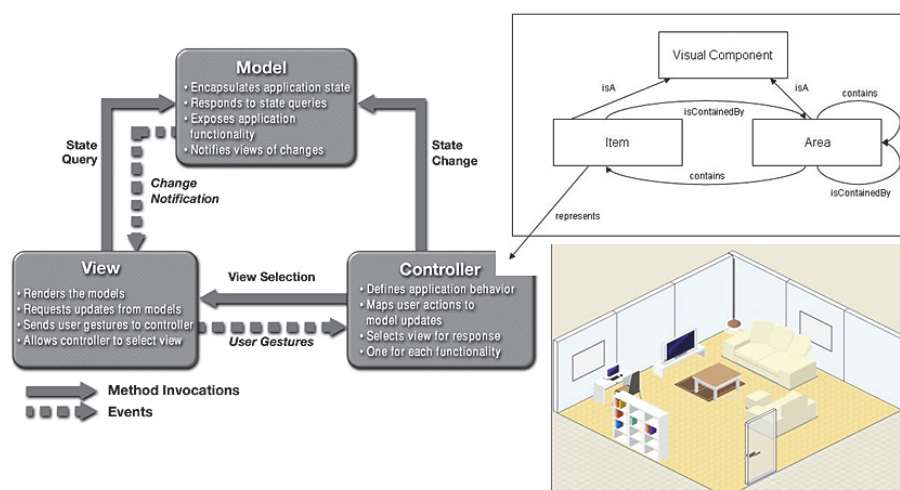 Model
• Encapsulates application state
• Responds to state queries
• Exposes application
functionality
• Notifies views of changes
State
Query
State
Change
Change
Notification
View
• Renders the models
• Requests updates from models
• Sends user gestures to controller
• Allows controller to select view
View Selection
User Gestures
Controller
• Defines application behavior
• Maps user actions to
model updates
• Selects view for response
• One for each functionality
Method Invocations
Events
Visual Component
isA
isA
contains
isContainedBy
Item
Area
contains
isContainedBy
represents